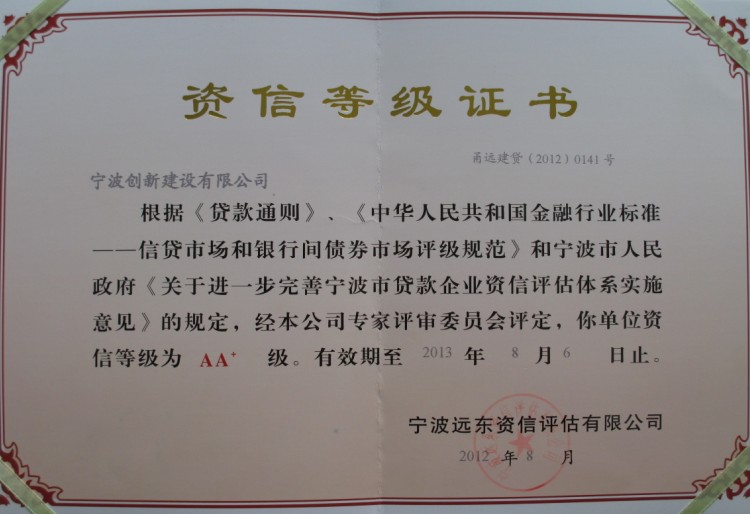 资信等级证书
甬远建贷（2012）0141号
宁波创新建设有限公司
根据《贷款通则》、《中华人民共和国金融行业标准
——信贷市场和银行间债券市场评级规范》和宁波市人民
政府《关于进一步完善宁波市贷款企业资信评估体系实施
意见》的规定，经本公司专家评审委员会评定，你单位资
信等级为 AA+ 级。有效期至 2013 年 8 月 6 日止。
宁波远东资信评估有限公司
2012 年 8 月